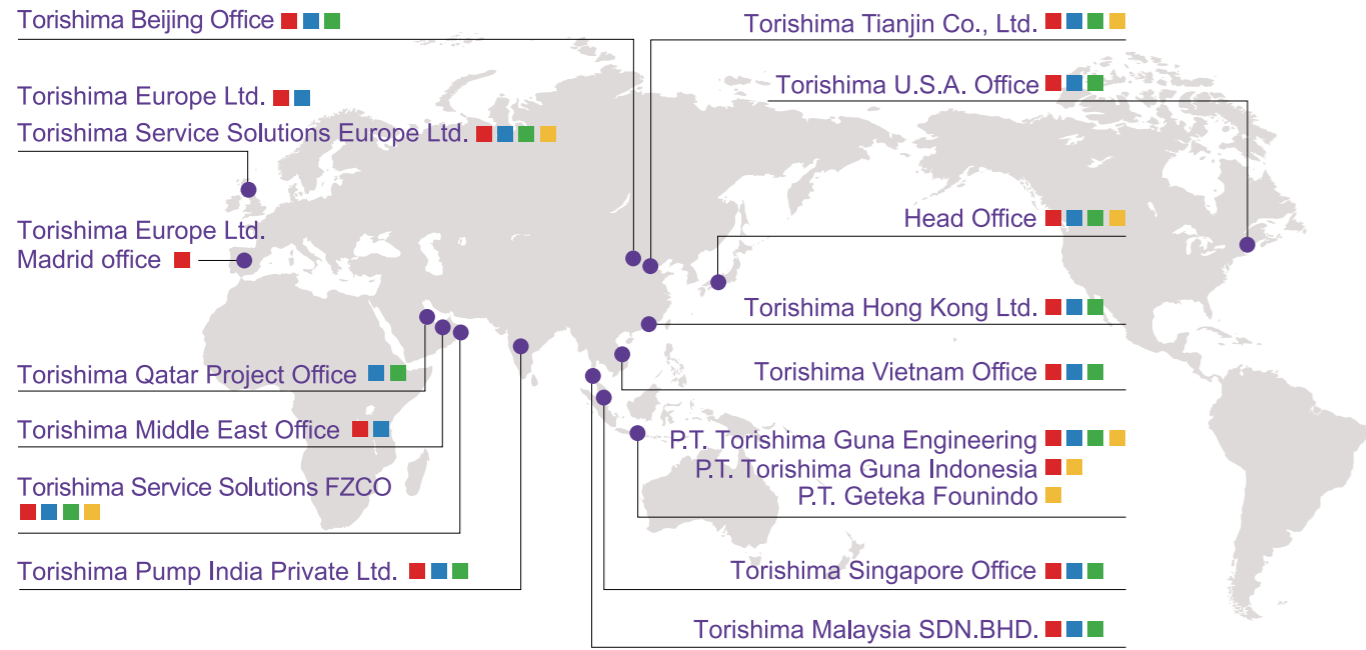 Torishima Beijing Office
Torishima Europe Ltd.
Torishima Service Solutions Europe Ltd.
Torishima Europe Ltd.
Madrid office
Torishima Qatar Project Office
Torishima Middle East Office
Torishima Service Solutions FZCO
Torishima Pump India Private Ltd.
Torishima Tianjin Co., Ltd.
Torishima U.S.A. Office
Head Office
Torishima Hong Kong Ltd.
Torishima Vietnam Office
P.T. Torishima Guna Engineering
P.T. Torishima Guna Indonesia
P.T. Geteka Founindo
Torishima Singapore Office
Torishima Malaysia SDN.BHD.